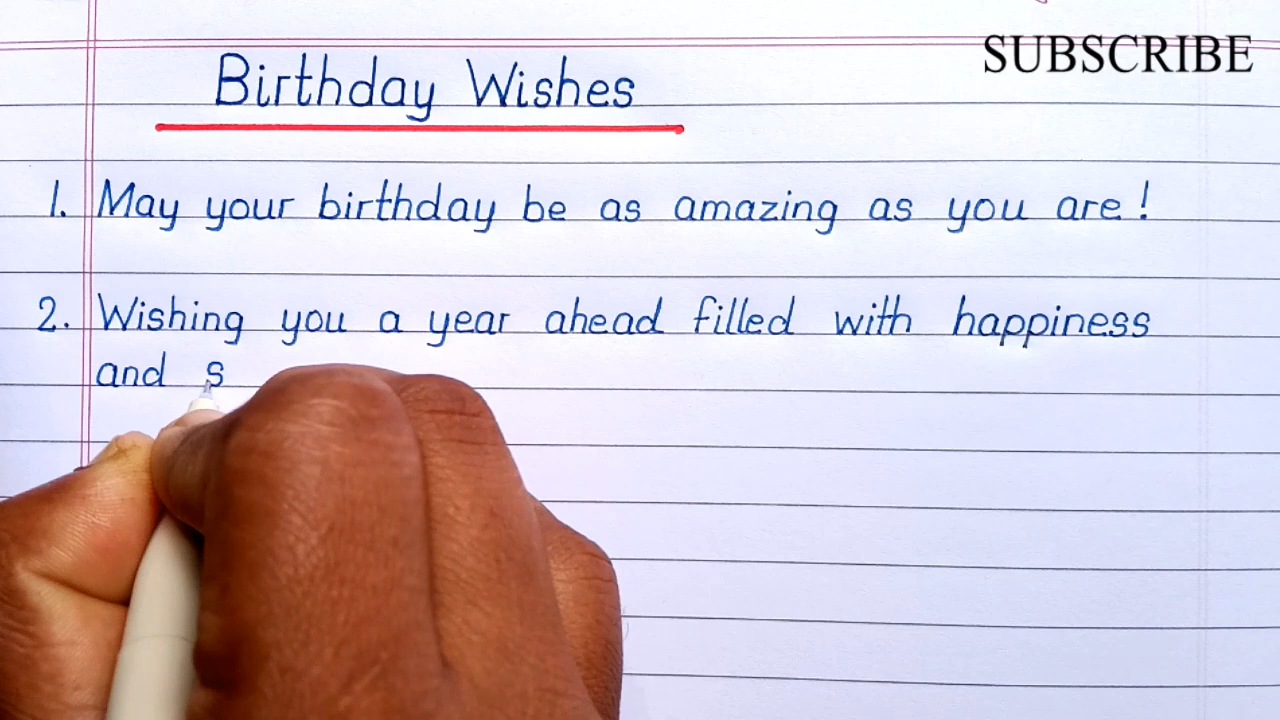 SUBSCRIBE
Birthday Wishes
1. May your birthday be as amazing as you are!
2. Wishing you a year ahead filled with happiness
and s